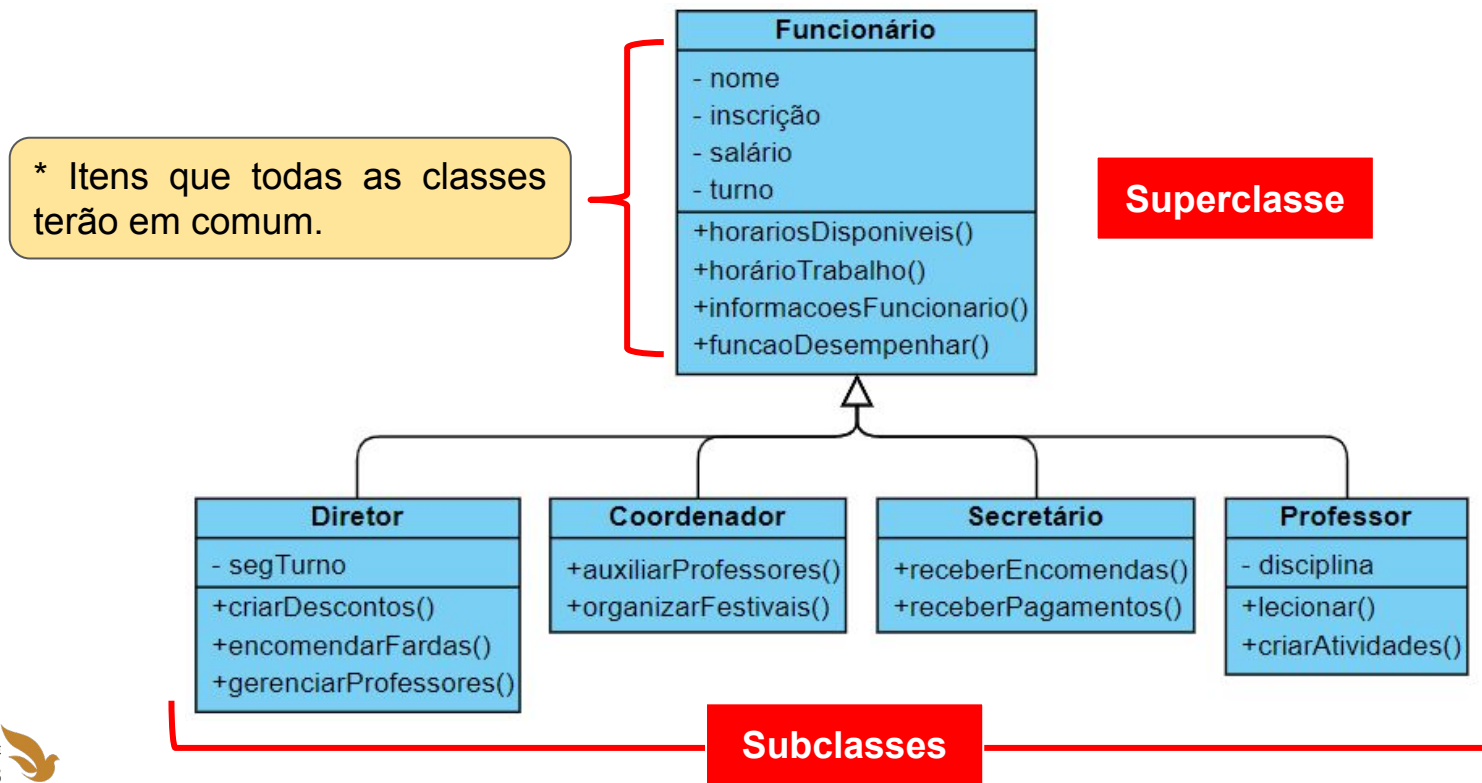 Funcionário
- nome
- inscrição
- salário
- turno
+horariosDisponiveis()
+horárioTrabalho()
+informacoesFuncionario()
+funcaoDesempenhar()
* Itens que todas as classes
terão em comum.
Superclasse
Diretor
- segTurno
+criarDescontos()
+encomendarFardas()
+gerenciarProfessores()
Coordenador
+auxiliarProfessores()
+organizarFestivais()
Secretário
+receberEncomendas()
+receberPagamentos()
Professor
- disciplina
+lecionar()
+criarAtividades()
Subclasses